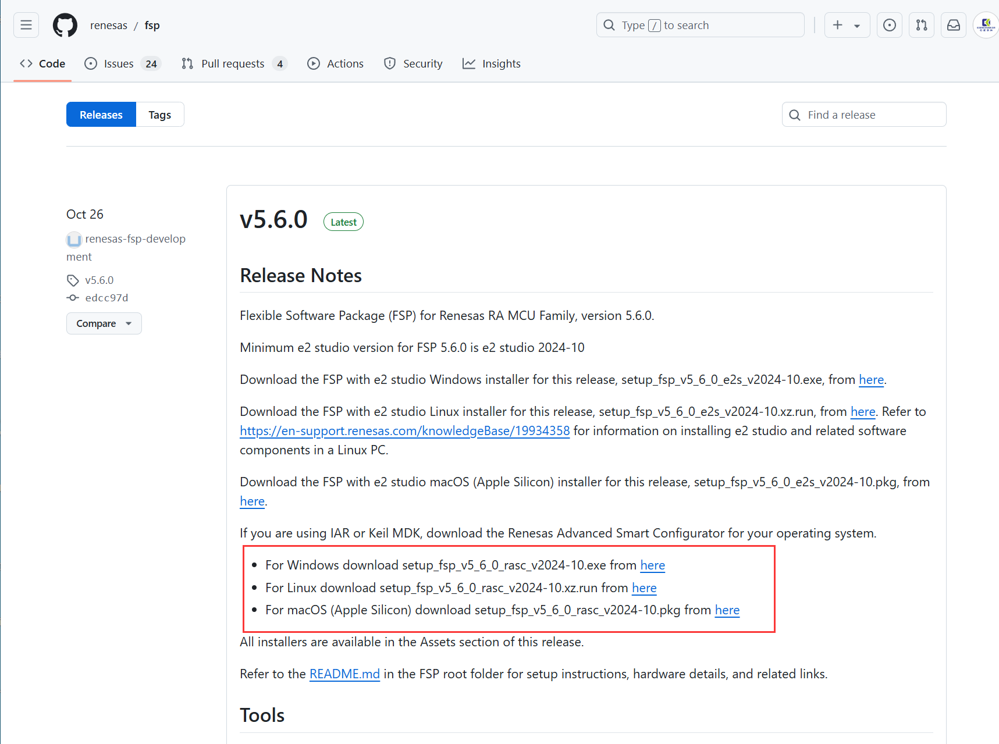 renesas / fsp
Type / to search
Code
Issues 24
Pull requests 4
Actions
Security
Insights
Releases
Tags
Find a release
Oct 26
renesas-fsp-develop
ment
v5.6.0
edcc97d
Compare
v5.6.0 Latest
Release Notes
Flexible Software Package (FSP) for Renesas RA MCU Family, version 5.6.0.
Minimum e2 studio version for FSP 5.6.0 is e2 studio 2024-10
Download the FSP with e2 studio Windows installer for this release, setup_fsp_v5_6_0_e2s_v2024-10.exe, from here.
Download the FSP with e2 studio Linux installer for this release, setup_fsp_v5_6_0_e2s_v2024-10.xz.run, from here. Refer to
https://en-support.renesas.com/knowledgeBase/19934358 for information on installing e2 studio and related software
components in a Linux PC.
Download the FSP with e2 studio macOS (Apple Silicon) installer for this release, setup_fsp_v5_6_0_e2s_v2024-10.pkg, from
here.
If you are using IAR or Keil MDK, download the Renesas Advanced Smart Configurator for your operating system.
• For Windows download setup_fsp_v5_6_0_rasc_v2024-10.exe from here
• For Linux download setup_fsp_v5_6_0_rasc_v2024-10.xz.run from here
• For macOS (Apple Silicon) download setup_fsp_v5_6_0_rasc_v2024-10.pkg from here
All installers are available in the Assets section of this release.
Refer to the README.md in the FSP root folder for setup instructions, hardware details, and related links.
Tools